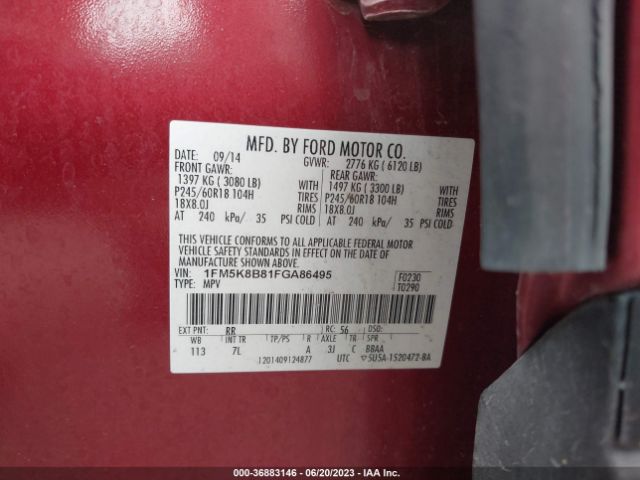 MFD. BY FORD MOTOR CO.
DATE: 09/14 GVWR: 2776 KG ( 6120 LB)
FRONT GAWR: REAR GAWR:
1397 KG ( 3080 LB) WITH 1497 KG ( 3300 LB) WITH
P245/60R18 104H TIRES P245/60R18 104H TIRES
18X8.0J RIMS 18X8.0J RIMS
AT 240 kPa/ 35 PSI COLD AT 240 kPa/ 35 PSI COLD
THIS VEHICLE CONFORMS TO ALL APPLICABLE FEDERAL MOTOR
VEHICLE SAFETY STANDARDS IN EFFECT ON THE DATE OF
MANUFACTURE SHOWN ABOVE.
VIN: 1FM5K8B81FGA86495 F0230
TYPE: MPV T0290
EXT PNT: RR RC: 56 DSO:
WB INT TR TP/PS R AXLE TR SPR
113 7L A 3J C BBAA
1201409124877 UTC 5U5A-1520472-BA
000-36883146 - 06/20/2023 - IAA Inc.